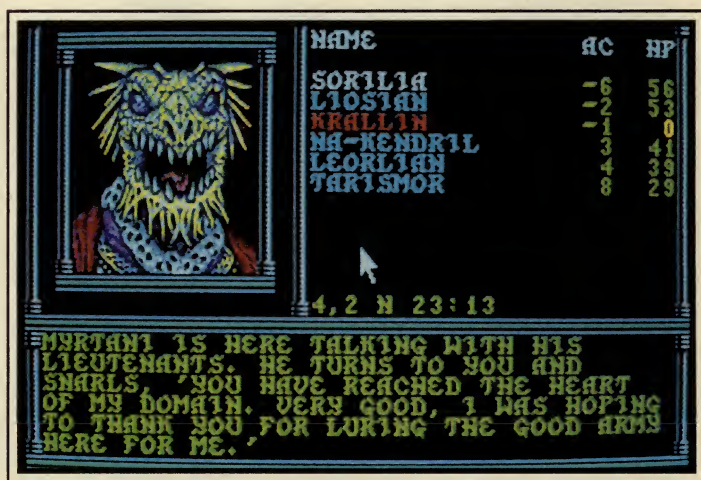 NAME AC HP
SORILIA -6 56
LIOSIAN -2 53
KRALLIN -1 0
NA-KENDRIL 3 41
LEORLIAN 4 39
TARISMOR 8 29
4,2 N 23:13
MYRTANI IS HERE TALKING WITH HIS
LIEUTENANTS. HE TURNS TO YOU AND
SNARLS, 'YOU HAVE REACHED THE HEART
OF MY DOMAIN. VERY GOOD, I WAS HOPING
TO THANK YOU FOR LURING THE GOOD ARMY
HERE FOR ME.'